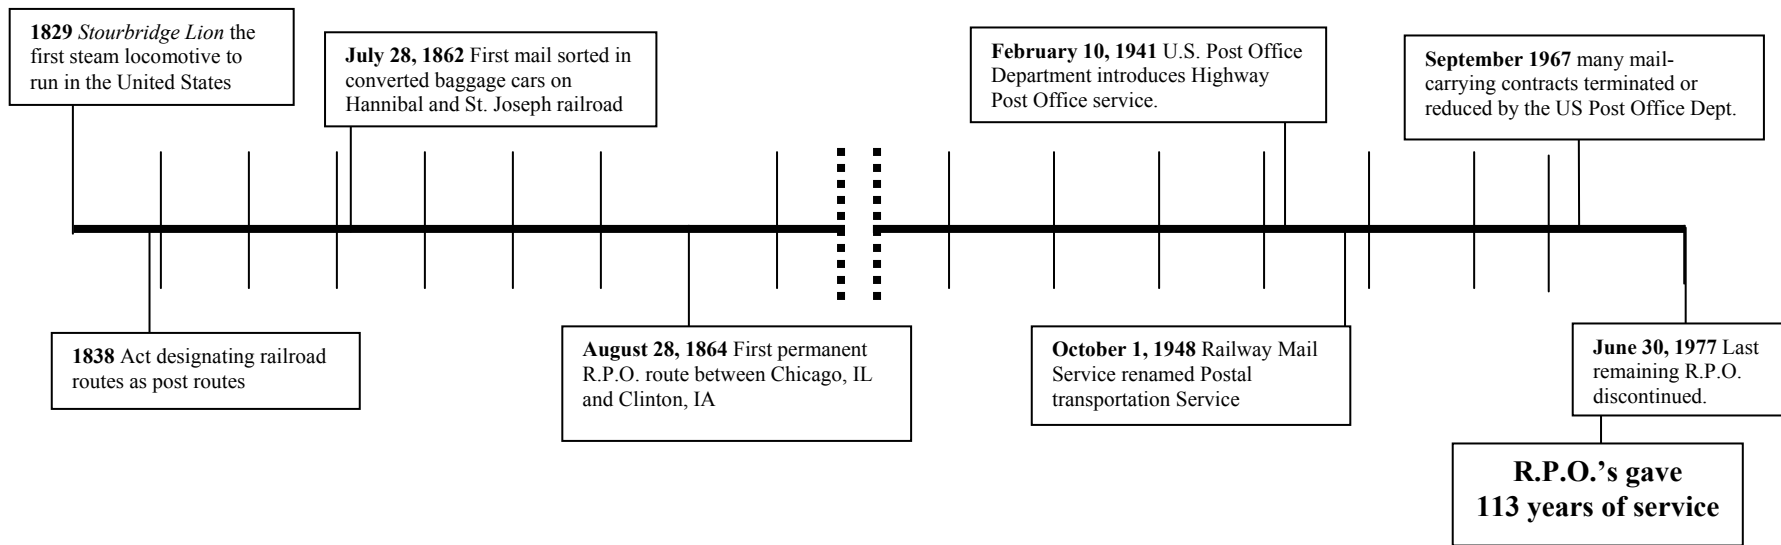 1829 Stourbridge Lion the
first steam locomotive to
run in the United States
July 28, 1862 First mail sorted in
converted baggage cars on
Hannibal and St. Joseph railroad
February 10, 1941 U.S. Post Office
Department introduces Highway
Post Office service.
September 1967 many mail-
carrying contracts terminated or
reduced by the US Post Office Dept.
1838 Act designating railroad
routes as post routes
August 28, 1864 First permanent
R.P.O. route between Chicago, IL
and Clinton, IA
October 1, 1948 Railway Mail
Service renamed Postal
transportation Service
June 30, 1977 Last
remaining R.P.O.
discontinued.
R.P.O.’s gave
113 years of service